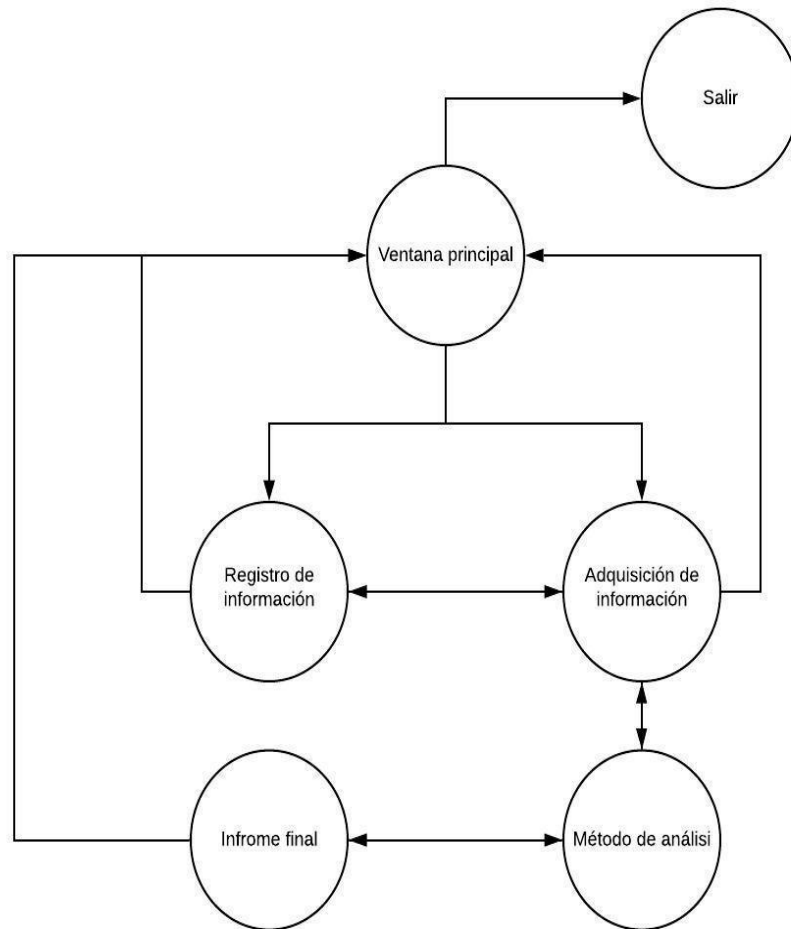 Salir
Ventana principal
Registro de
información
Adquisición de
información
Infrome final
Método de análisi